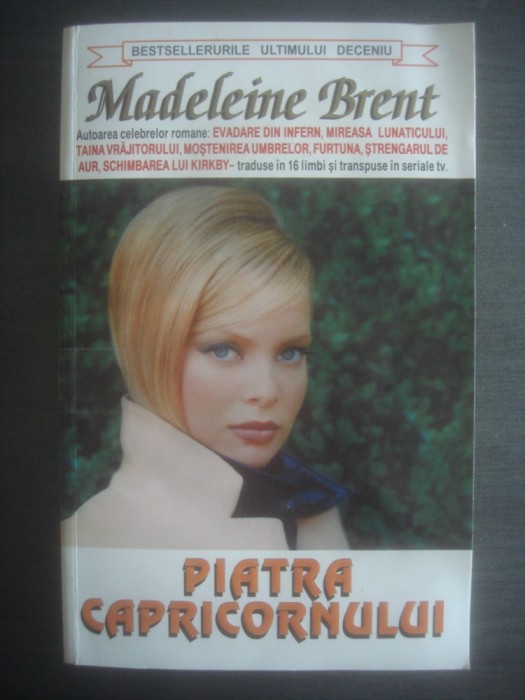 BESTSELLERURILE ULTIMULUI DECENIU
Madeleine Brent
Autoarea celebrelor romane: EVADARE DIN INFERN, MIREASA LUNATICULUI,
TAINA VRĂJITORULUI, MOȘTENIREA UMBRELOR, FURTUNA, ȘTRENGARUL DE
AUR, SCHIMBAREA LUI KIRKBY– traduse în 16 limbi și transpuse în seriale tv.
PIATRA
CAPRICORNULUI